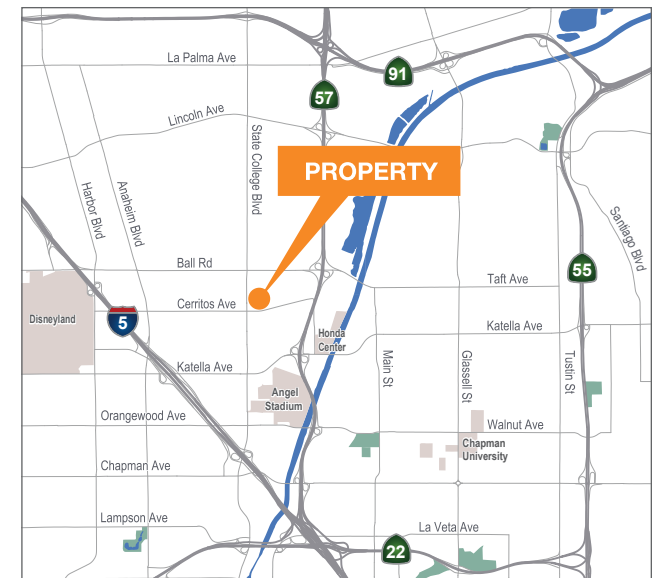 La Palma Ave
91
57
Lincoln Ave
State College Blvd
PROPERTY
Harbor Blvd
Anaheim Blvd
Santiago Blvd
Ball Rd
55
Taft Ave
Cerritos Ave
Disneyland
5
Honda
Center
Katella Ave
Main St
Glassell St
Tustin St
Katella Ave
Angel
Stadium
Orangewood Ave
Walnut Ave
Chapman
University
Chapman Ave
Lampson Ave
La Veta Ave
22